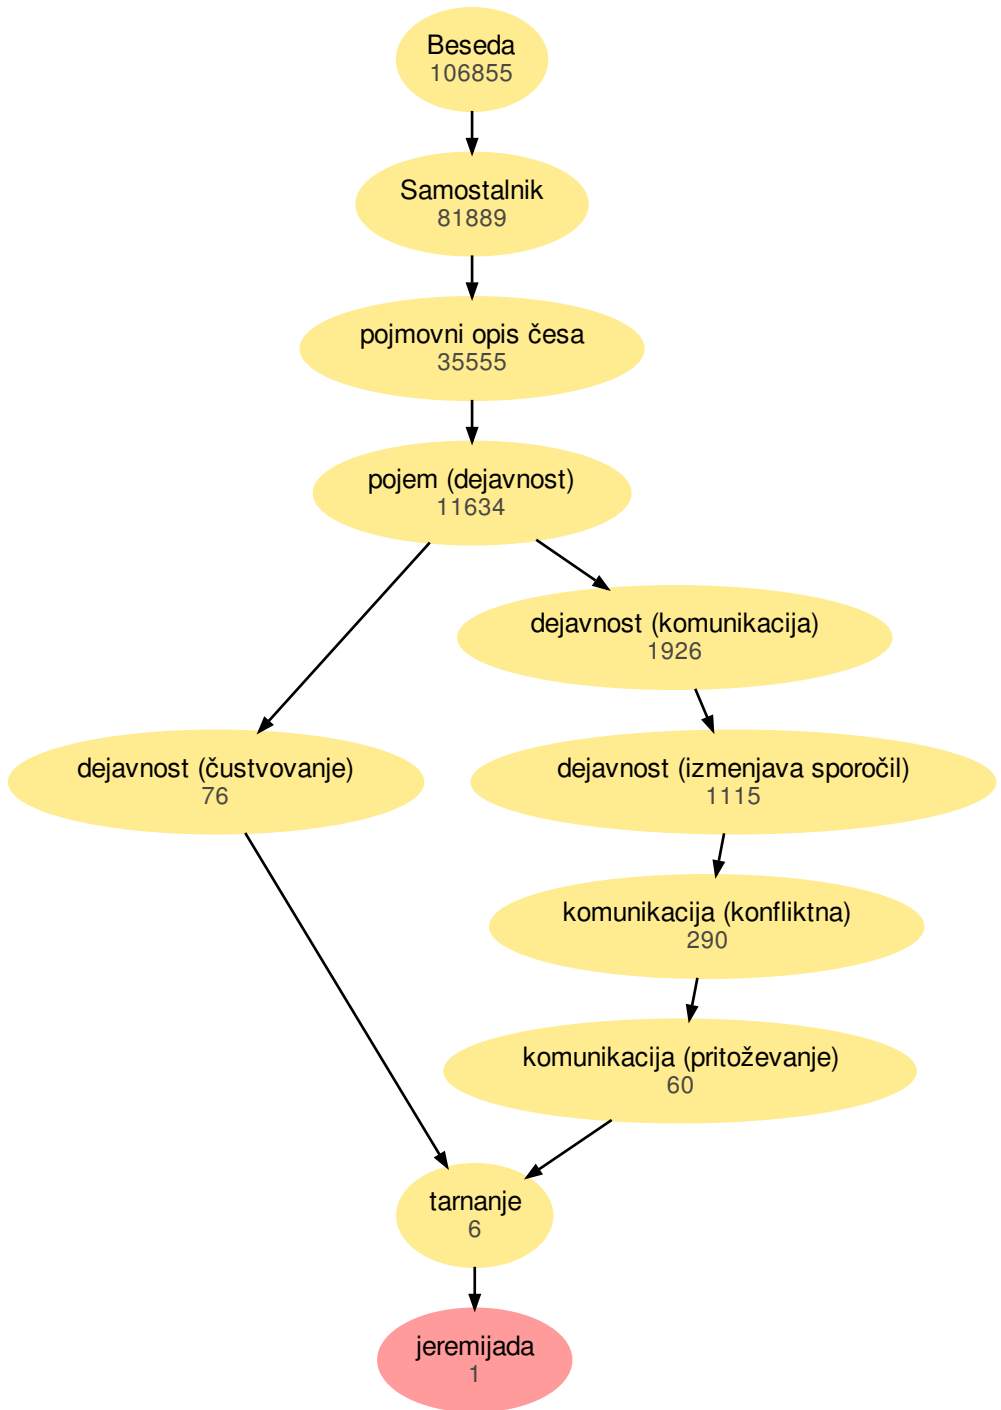 Beseda
106855
Samostalnik
81889
pojmovni opis česa
35555
pojem (dejavnost)
11634
dejavnost (komunikacija)
1926
dejavnost (čustvovanje)
76
dejavnost (izmenjava sporočil)
1115
komunikacija (konfliktna)
290
komunikacija (pritoževanje)
60
tarnanje
6
jeremijada
1